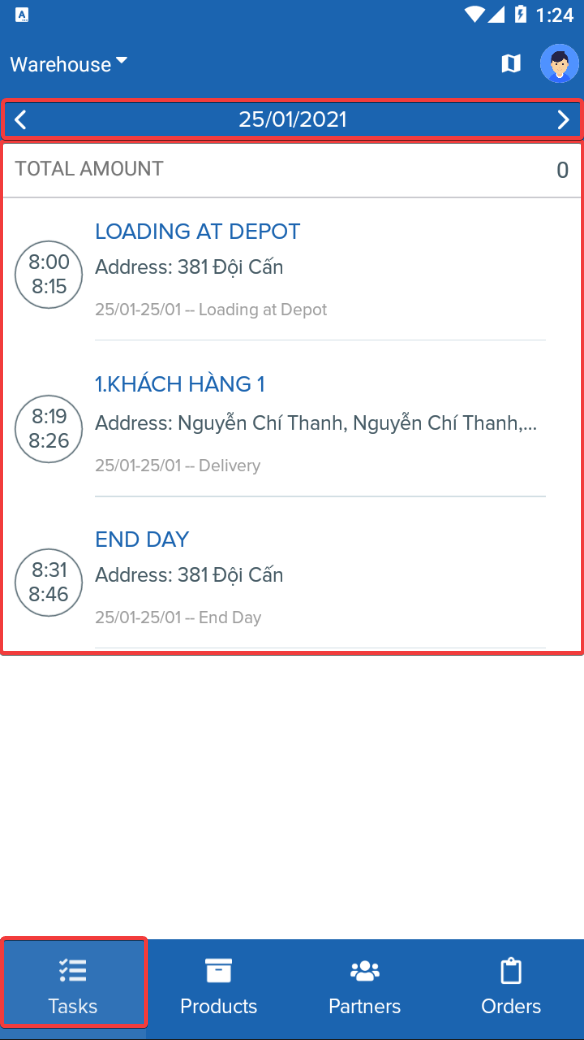 A
1:24
Warehouse
25/01/2021
TOTAL AMOUNT 0
LOADING AT DEPOT
8:00
8:15
Address: 381 Đội Cấn
25/01-25/01 -- Loading at Depot
1.KHÁCH HÀNG 1
8:19
8:26
Address: Nguyễn Chí Thanh, Nguyễn Chí Thanh,...
25/01-25/01 -- Delivery
END DAY
8:31
8:46
Address: 381 Đội Cấn
25/01-25/01 -- End Day
Tasks Products Partners Orders